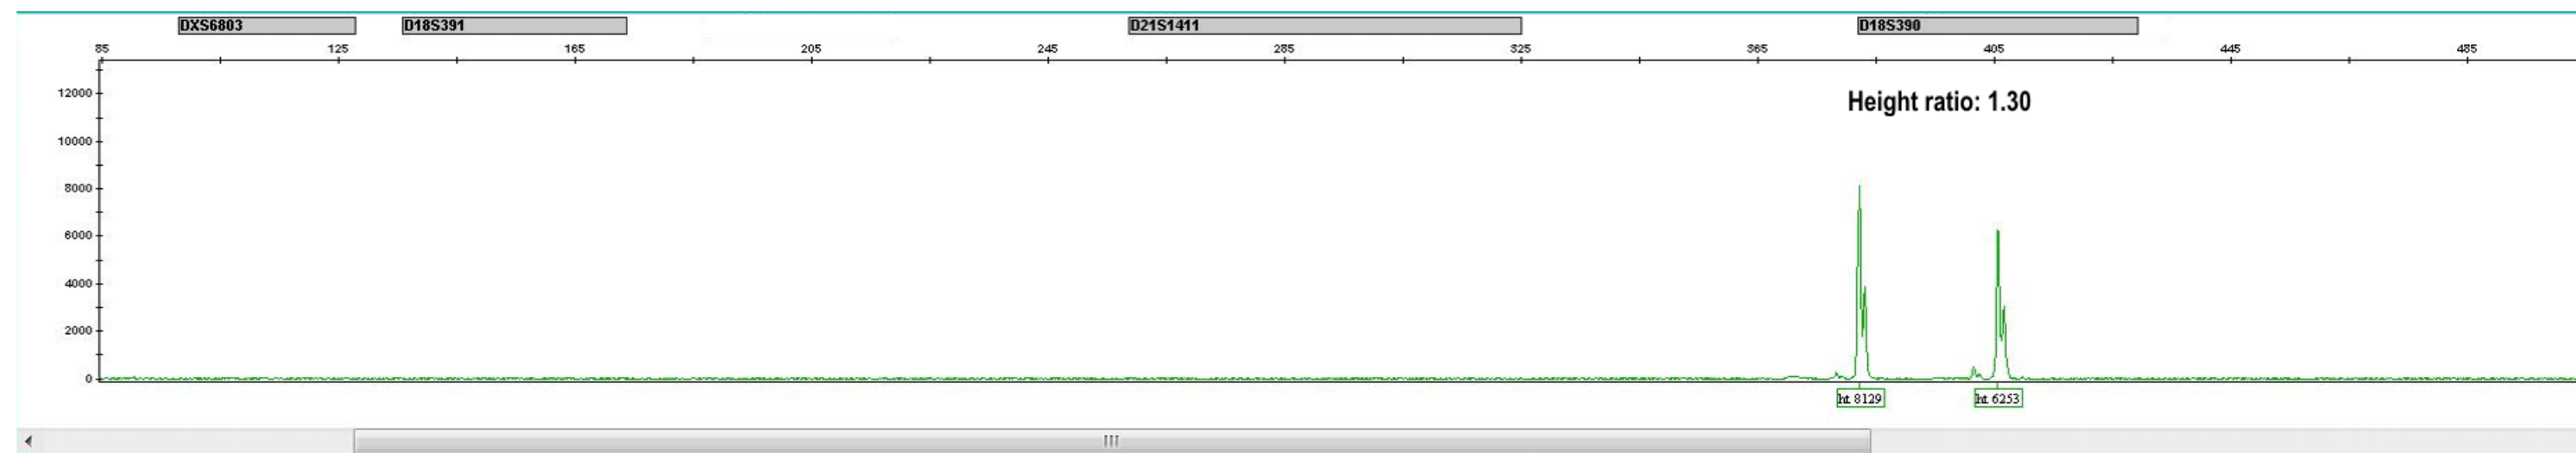 DXS6803 D18S391 D21S1411 D18S390
85 125 165 205 245 285 325 365 405 445 485
Height ratio: 1.30
12000
10000
8000
6000
4000
2000
0
ht 8129 ht 6253